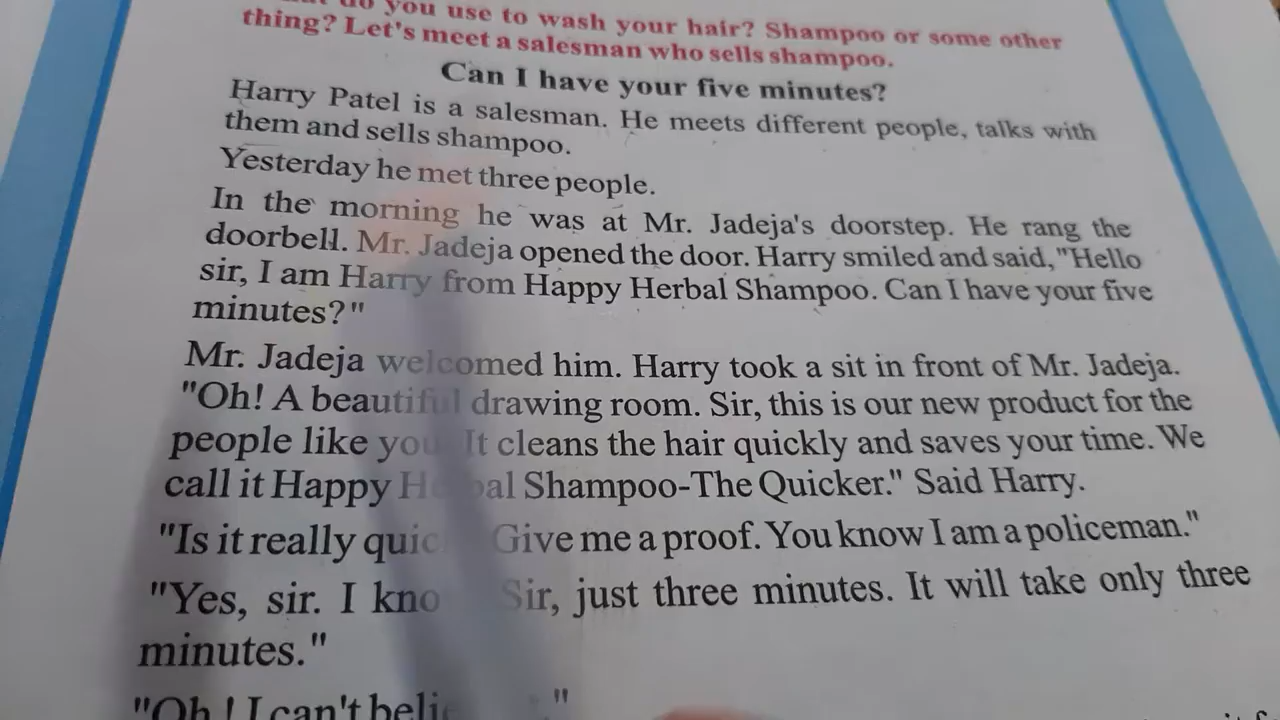 do you use to wash your hair? Shampoo or some other
thing? Let's meet a salesman who sells shampoo.
Can I have your five minutes?
Harry Patel is a salesman. He meets different people, talks with
them and sells shampoo.
Yesterday he met three people.
In the morning he was at Mr. Jadeja's doorstep. He rang the
doorbell. Mr. Jadeja opened the door. Harry smiled and said, "Hello
sir, I am Harry from Happy Herbal Shampoo. Can I have your five
minutes?"
Mr. Jadeja welcomed him. Harry took a sit in front of Mr. Jadeja.
"Oh! A beautiful drawing room. Sir, this is our new product for the
people like you It cleans the hair quickly and saves your time. We
call it Happy Herbal Shampoo-The Quicker." Said Harry.
"Is it really Give me a proof. You know I am a policeman."
"Yes, sir. I Sir, just three minutes. It will take only three
minutes."
"Oh ! I can't